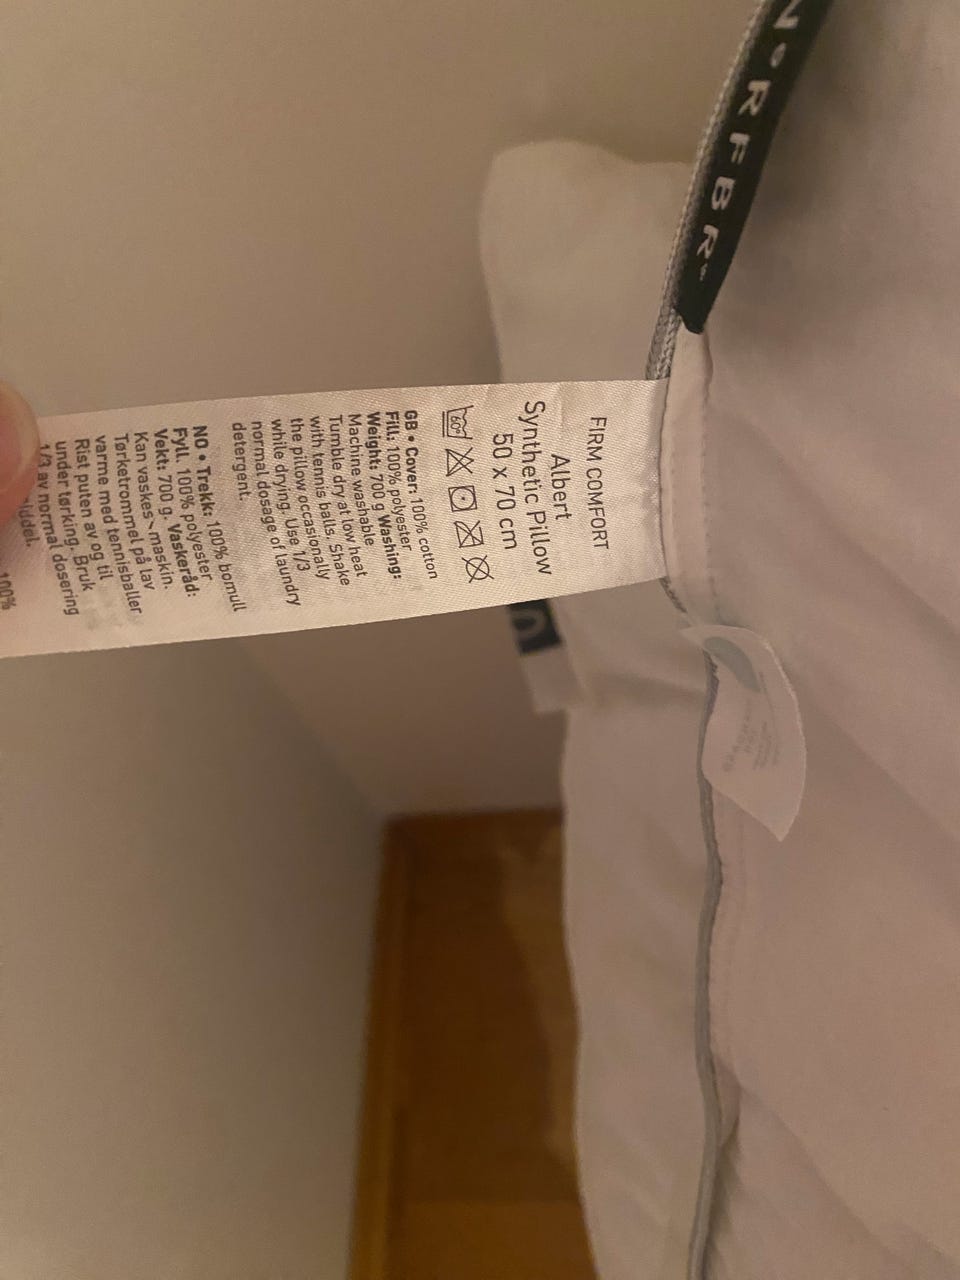 N●RFBR
FIRM COMFORT
Albert
Synthetic Pillow
50 x 70 cm
60°
GB • Cover: 100% cotton
Fill: 100% polyester
Weight: 700 g Washing:
Machine washable
Tumble dry at low heat
with tennis balls. Shake
the pillow occasionally
while drying. Use 1/3
normal dosage of laundry
detergent.
NO • Trekk: 100% bomull
Fyll. 100% polyester
Vekt: 700 g. Vaskeråd:
Kan vaskes maskin.
Tørketrommel på lav
varme med tennisballer
Rist puten av og til
under tørking. Bruk
1/3 av normal dosering
100%